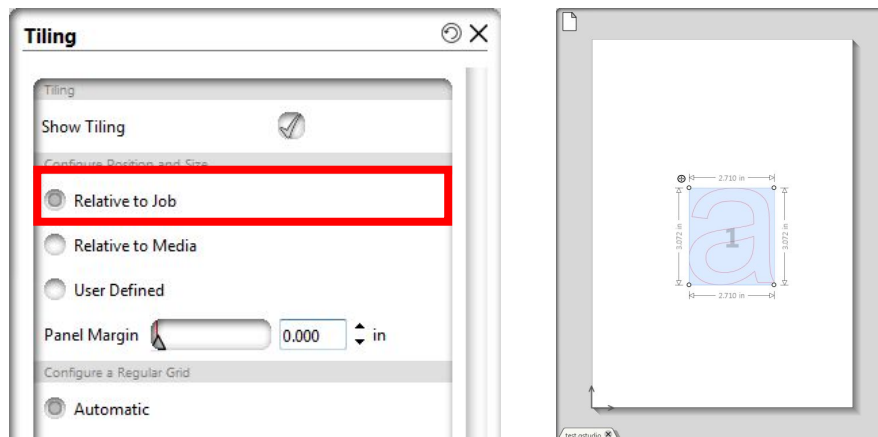 Tiling
Tiling
Show Tiling
Configure Position and Size
Relative to Job
Relative to Media
User Defined
Panel Margin 0.000 in
Configure a Regular Grid
Automatic
2.710 in
3.072 in
a
1
3.072 in
2.710 in
test.qstudio